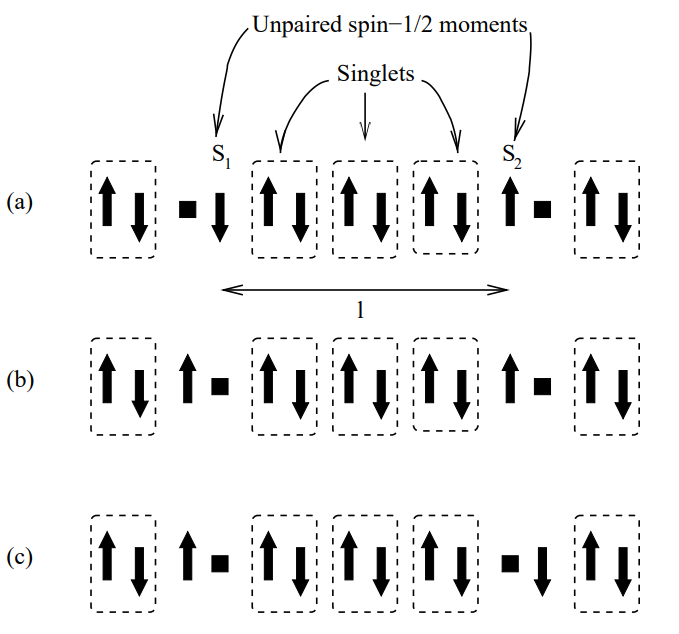 Unpaired spin−1/2 moments
Singlets
S1 S2
(a)
l
(b)
(c)